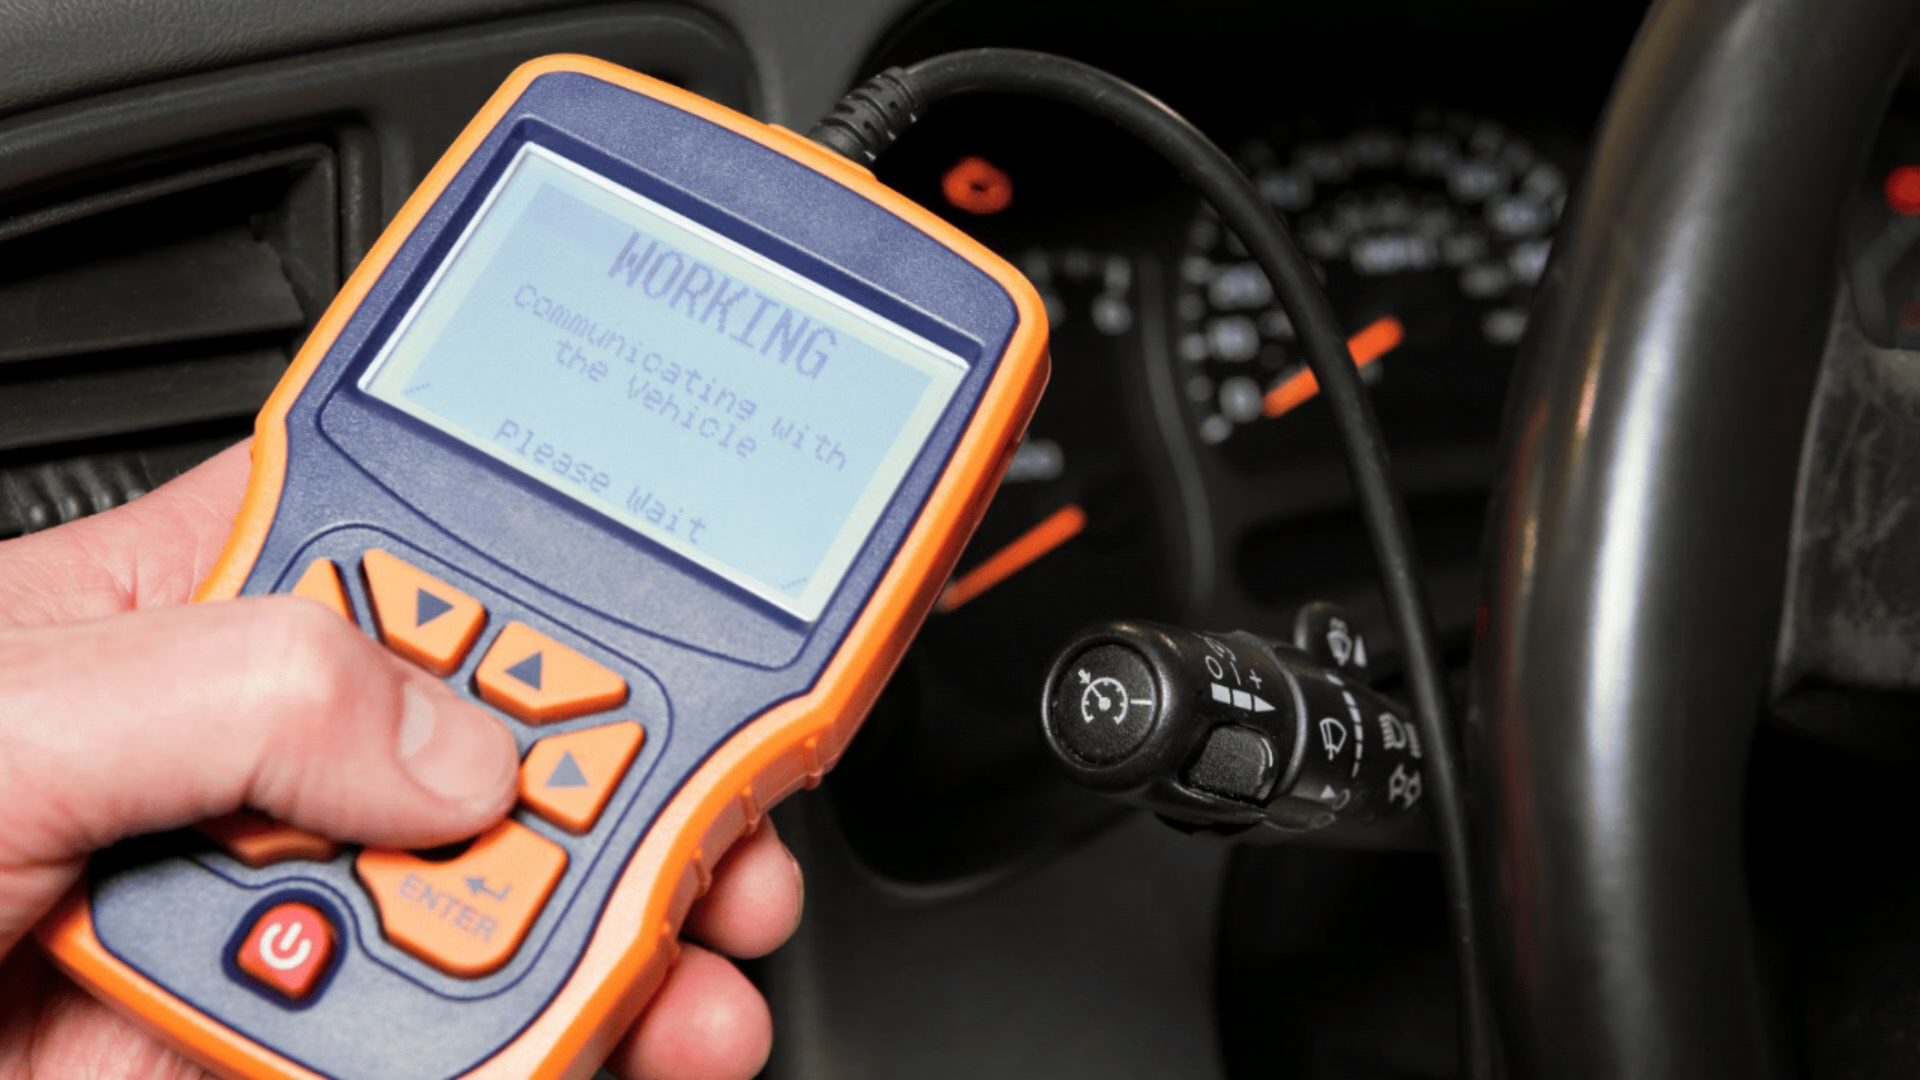 WORKING
Communicating with
the Vehicle
Please Wait
ENTER